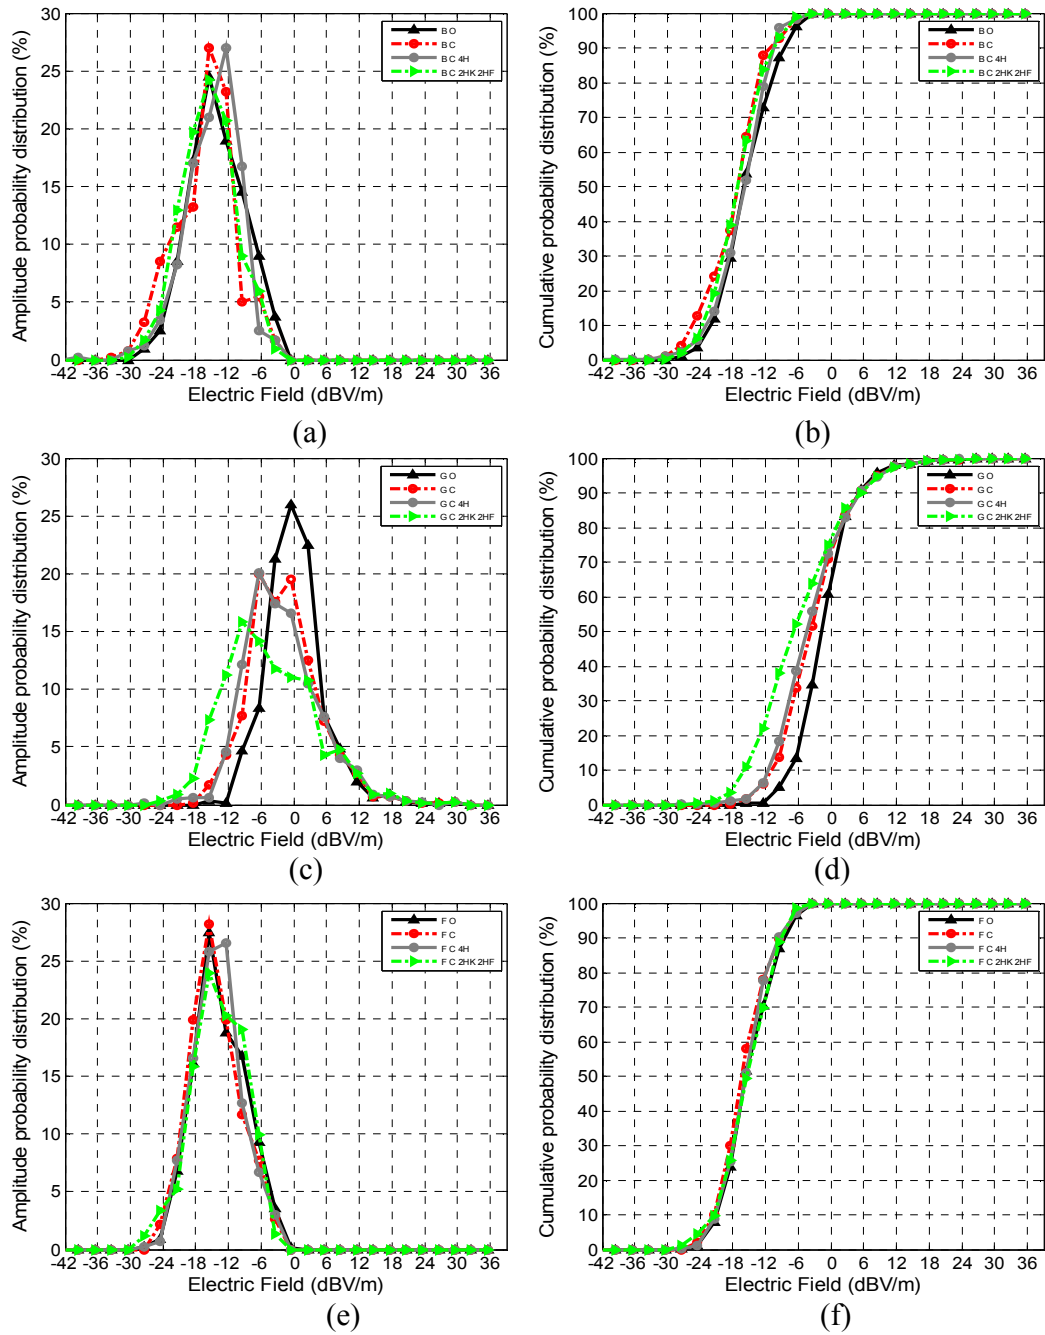 30
25
20
15
10
5
0
Amplitude probability distribution (%)
-42 -36 -30 -24 -18 -12 -6 0 6 12 18 24 30 36
Electric Field (dBV/m)
BO
BC
BC 4H
BC 2HK 2HF
(a)
100
90
80
70
60
50
40
30
20
10
0
Cumulative probability distribution (%)
-42 -36 -30 -24 -18 -12 -6 0 6 12 18 24 30 36
Electric Field (dBV/m)
BO
BC
BC 4H
BC 2HK 2HF
(b)
30
25
20
15
10
5
0
Amplitude probability distribution (%)
-42 -36 -30 -24 -18 -12 -6 0 6 12 18 24 30 36
Electric Field (dBV/m)
GO
GC
GC 4H
GC 2HK 2HF
(c)
100
90
80
70
60
50
40
30
20
10
0
Cumulative probability distribution (%)
-42 -36 -30 -24 -18 -12 -6 0 6 12 18 24 30 36
Electric Field (dBV/m)
GO
GC
GC 4H
GC 2HK 2HF
(d)
30
25
20
15
10
5
0
Amplitude probability distribution (%)
-42 -36 -30 -24 -18 -12 -6 0 6 12 18 24 30 36
Electric Field (dBV/m)
FO
FC
FC 4H
FC 2HK 2HF
(e)
100
90
80
70
60
50
40
30
20
10
0
Cumulative probability distribution (%)
-42 -36 -30 -24 -18 -12 -6 0 6 12 18 24 30 36
Electric Field (dBV/m)
FO
FC
FC 4H
FC 2HK 2HF
(f)